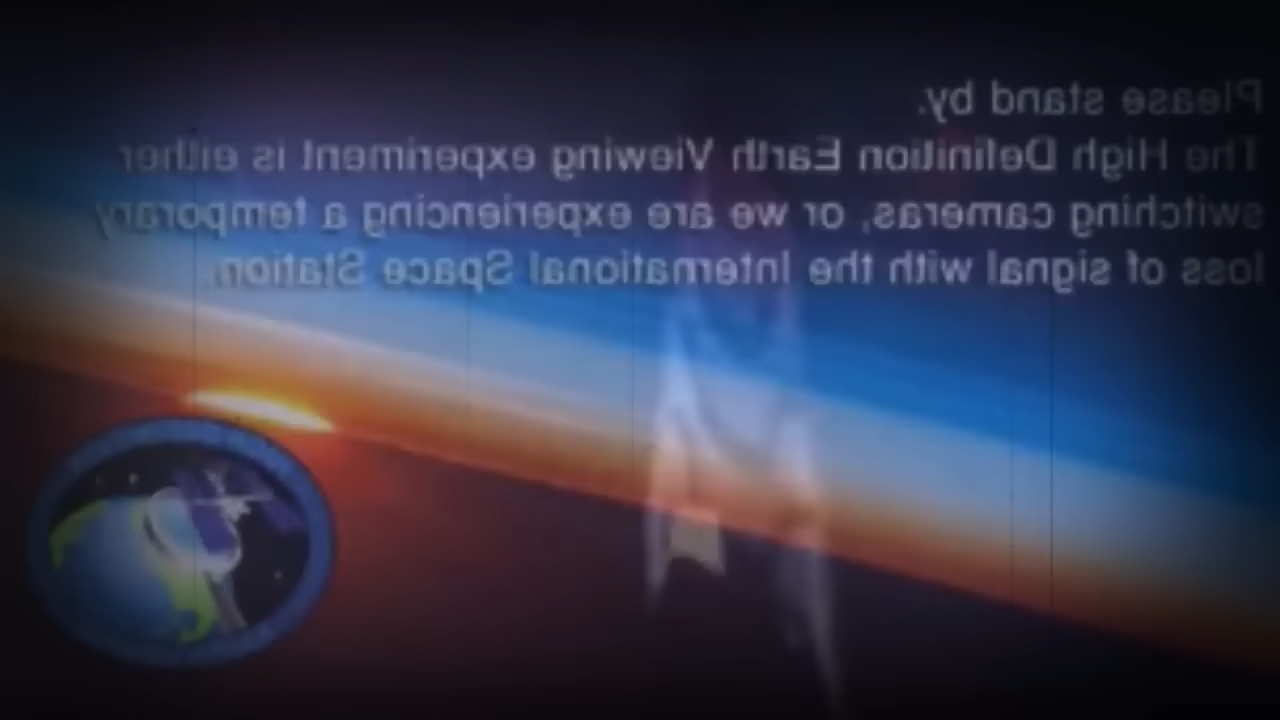 Please stand by.
The High Definition Earth Viewing experiment is either
switching cameras, or we are experiencing a temporary
loss of signal with the International Space Station.